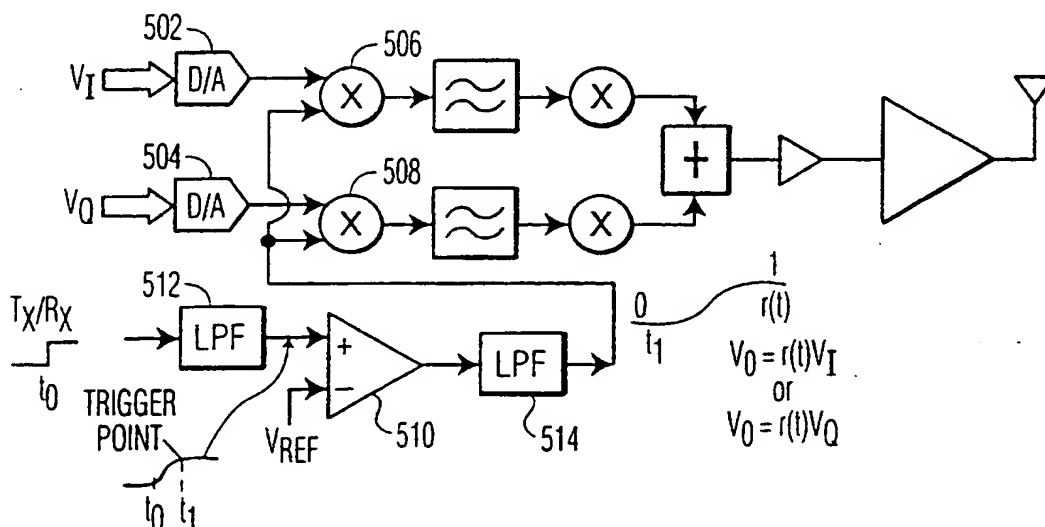 502
V_I D/A
506
X
X
504
V_Q D/A
508
X
X
+
512
T_X/R_X
t_0
LPF
+
−
V_REF
510
LPF
514
TRIGGER
POINT
t_0 t_1
0
t_1
1
r(t)
V_0 = r(t)V_I
or
V_0 = r(t)V_Q